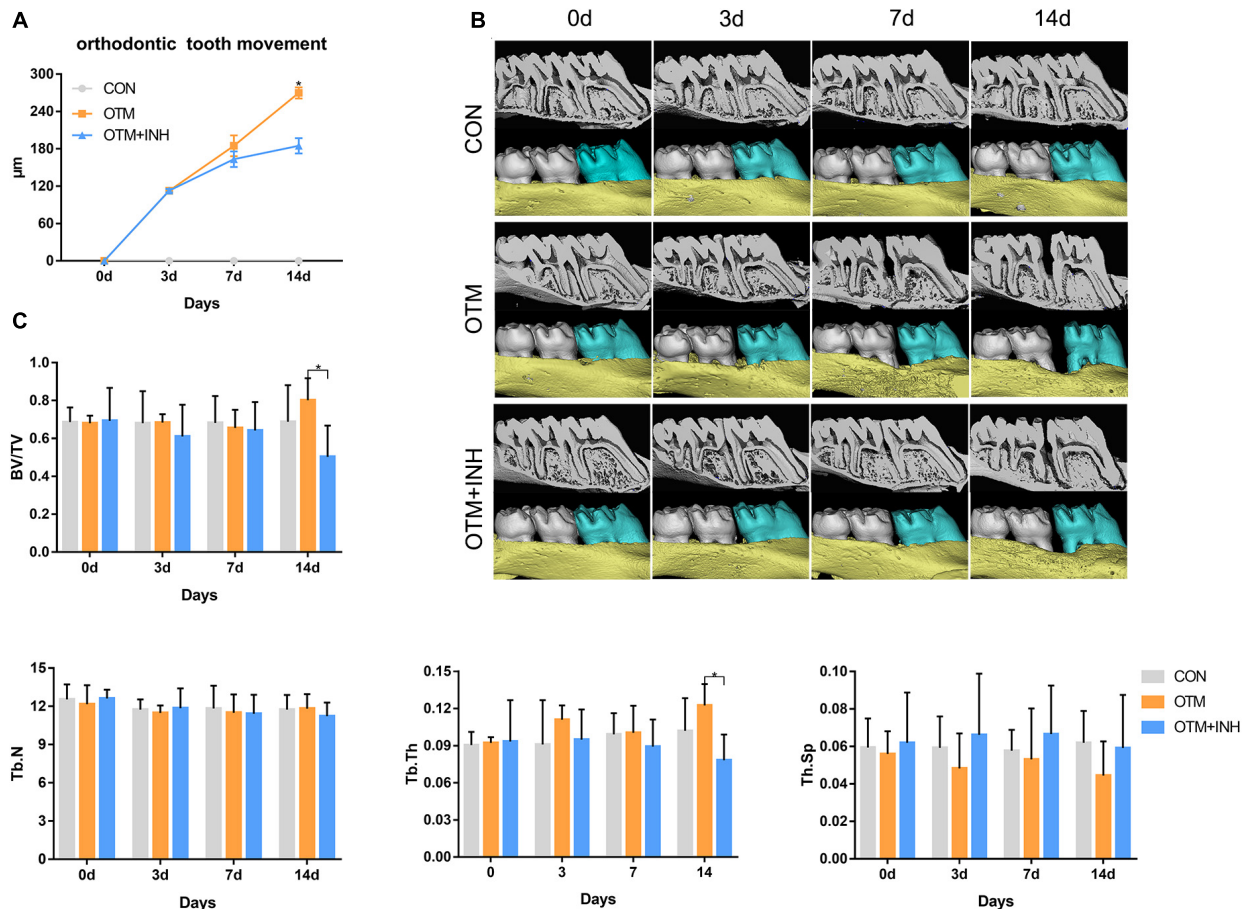 A
orthodontic tooth movement
300
240
180
120
60
0
μm
CON
OTM
OTM+INH
*
0d 3d 7d 14d
Days
B
0d 3d 7d 14d
CON
OTM
OTM+INH
C
1.0
0.8
0.6
0.4
0.2
0.0
BV/TV
*
0d 3d 7d 14d
Days
15
12
9
6
3
0
Tb.N
0d 3d 7d 14d
Days
0.15
0.12
0.09
0.06
0.03
0.00
Tb.Th
*
0 3 7 14
Days
0.10
0.08
0.06
0.04
0.02
0.00
Th.Sp
0d 3d 7d 14d
Days
CON
OTM
OTM+INH